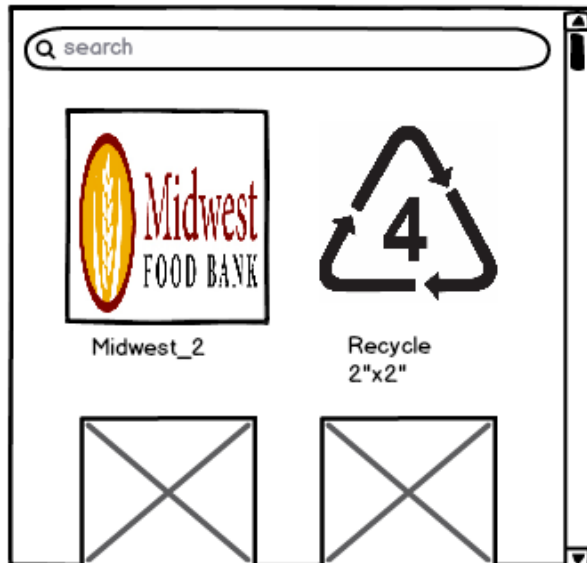 search
Midwest
FOOD BANK
4
Midwest_2
Recycle
2"x2"